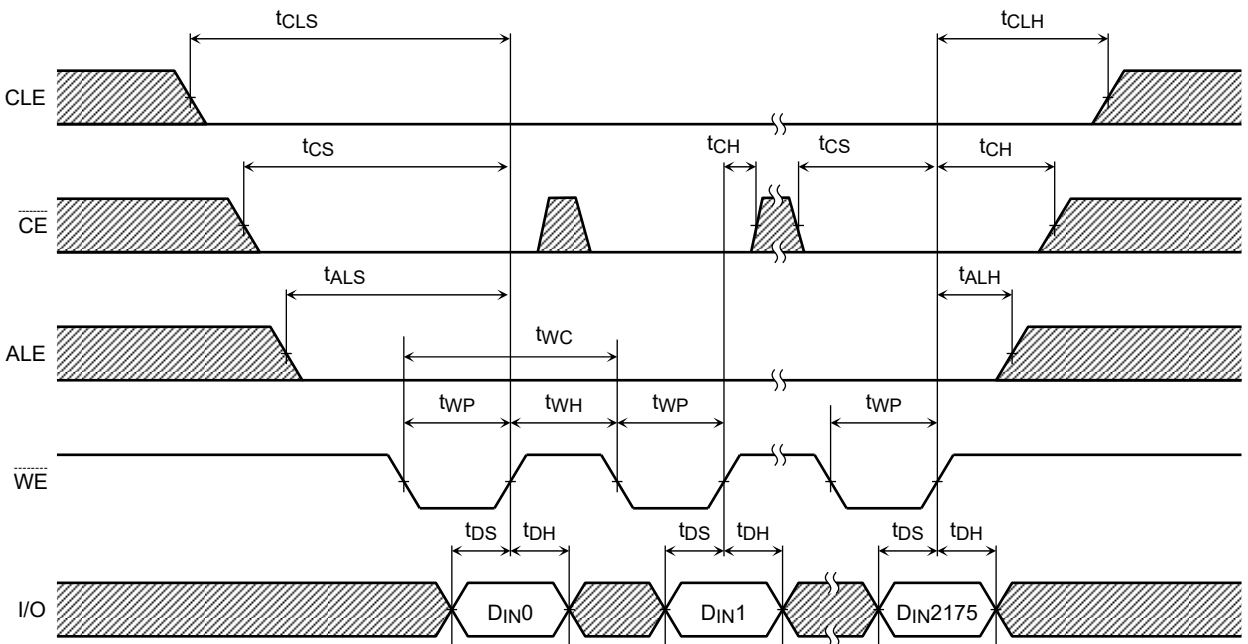 tCLS tCLH
CLE
tCS tCH tCS tCH
CE
tALS tALH
ALE
tWC
tWP tWH tWP tWP
WE
tDS tDH tDS tDH tDS tDH
I/O DIN0 DIN1 DIN2175